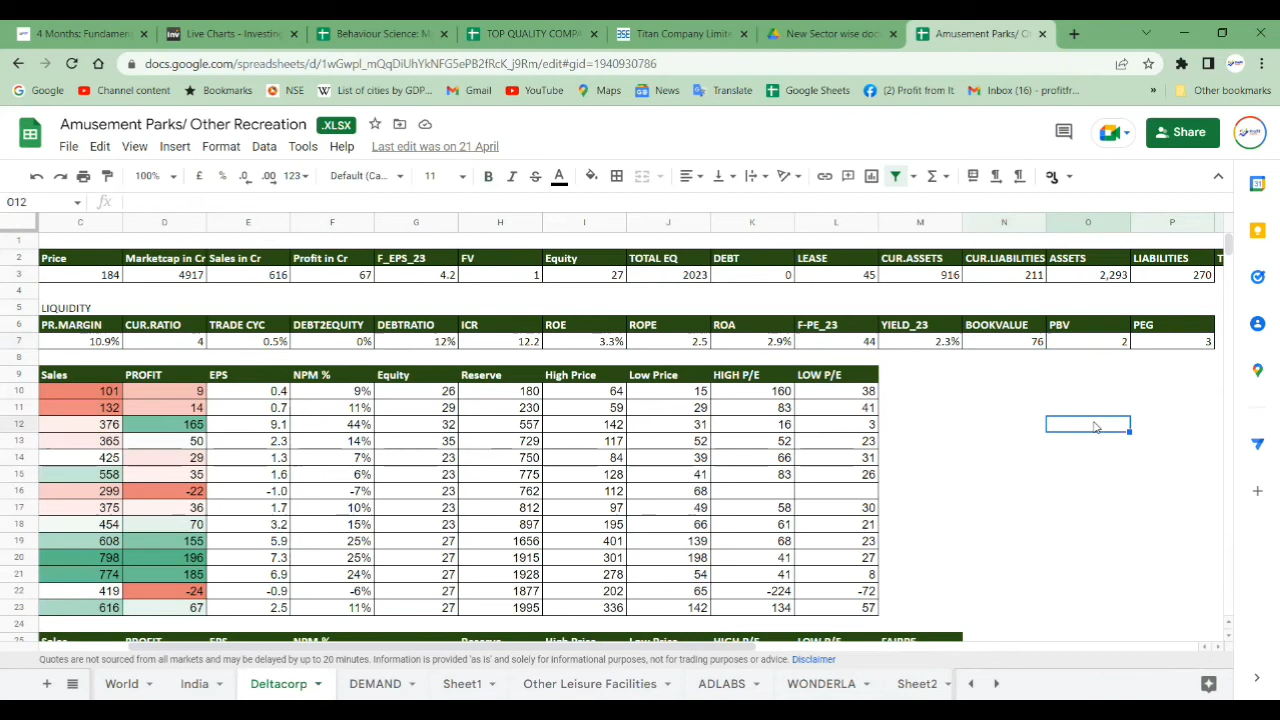 4 Months: Fundamen
Live Charts - Investing
Behaviour Science: M
TOP QUALITY COMPA
Titan Company Limite
New Sector wise doc
Amusement Parks/ O
docs.google.com/spreadsheets/d/1wGwpl_mQqDiUhYkNFG5ePB2fRcK_j9Rm/edit#gid=1940930786
Google Channel content Bookmarks NSE List of cities by GDP... Gmail YouTube Maps News Translate Google Sheets (2) Profit from It Inbox (16) - profitfr... » Other bookmarks
Amusement Parks/ Other Recreation .XLSX
File Edit View Insert Format Data Tools Help Last edit was on 21 April
Share
100% £ % .0 .00 123 Default (Ca... 11 B I S A
O12 fx
C D E F G H I J K L M N O P
1
2 Price Marketcap in Cr Sales in Cr Profit in Cr F_EPS_23 FV Equity TOTAL EQ DEBT LEASE CUR.ASSETS CUR.LIABILITIES ASSETS LIABILITIES T
3 184 4917 616 67 4.2 1 27 2023 0 45 916 211 2,293 270
4
5 LIQUIDITY
6 PR.MARGIN CUR.RATIO TRADE CYC DEBT2EQUITY DEBTRATIO ICR ROE ROPE ROA F-PE_23 YIELD_23 BOOKVALUE PBV PEG
7 10.9% 4 0.5% 0% 12% 12.2 3.3% 2.5 2.9% 44 2.3% 76 2 3
8
9 Sales PROFIT EPS NPM % Equity Reserve High Price Low Price HIGH P/E LOW P/E
10 101 9 0.4 9% 26 180 64 15 160 38
11 132 14 0.7 11% 29 230 59 29 83 41
12 376 165 9.1 44% 32 557 142 31 16 3
13 365 50 2.3 14% 35 729 117 52 52 23
14 425 29 1.3 7% 23 750 84 39 66 31
15 558 35 1.6 6% 23 775 128 41 83 26
16 299 -22 -1.0 -7% 23 762 112 68
17 375 36 1.7 10% 23 812 97 49 58 30
18 454 70 3.2 15% 23 897 195 66 61 21
19 608 155 5.9 25% 27 1656 401 139 68 23
20 798 196 7.3 25% 27 1915 301 198 41 27
21 774 185 6.9 24% 27 1928 278 54 41 8
22 419 -24 -0.9 -6% 27 1877 202 65 -224 -72
23 616 67 2.5 11% 27 1995 336 142 134 57
24
25 Sales PROFIT EPS NPM % Reserve High Price Low Price HIGH P/E LOW P/E
Quotes are not sourced from all markets and may be delayed by up to 20 minutes. Information is provided 'as is' and solely for informational purposes, not for trading purposes or advice. Disclaimer
World India Deltacorp DEMAND Sheet1 Other Leisure Facilities ADLABS WONDERLA Sheet2